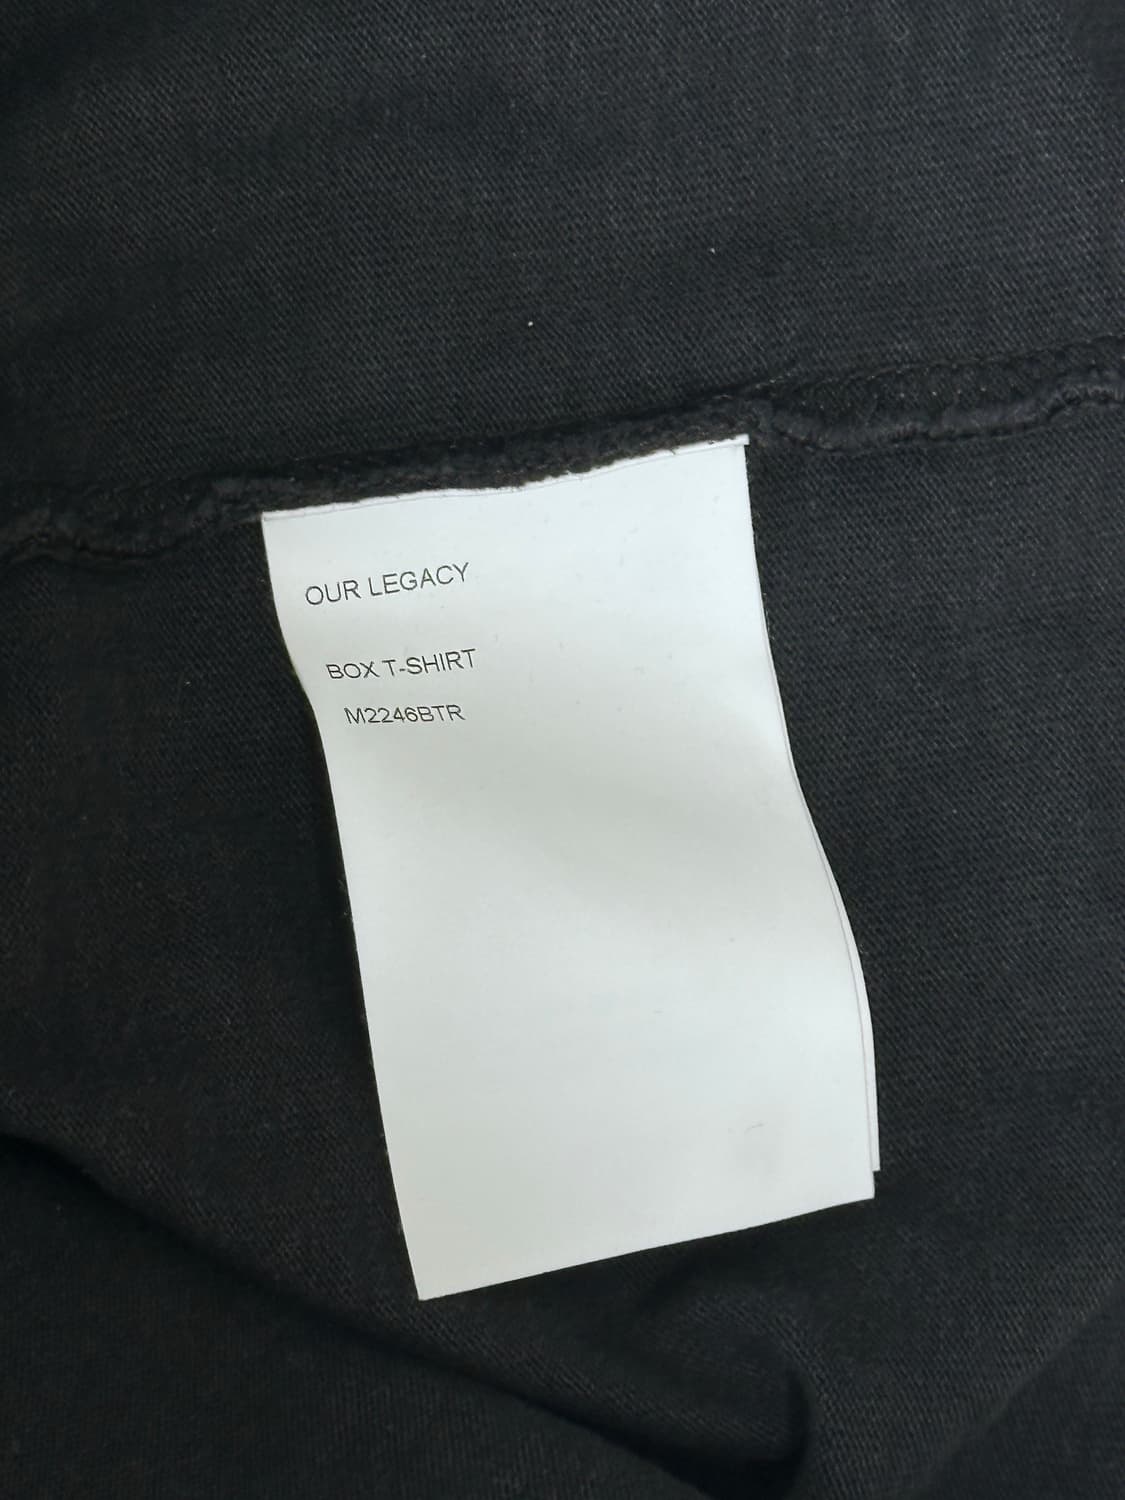 OUR LEGACY
BOX T-SHIRT
M2246BTR